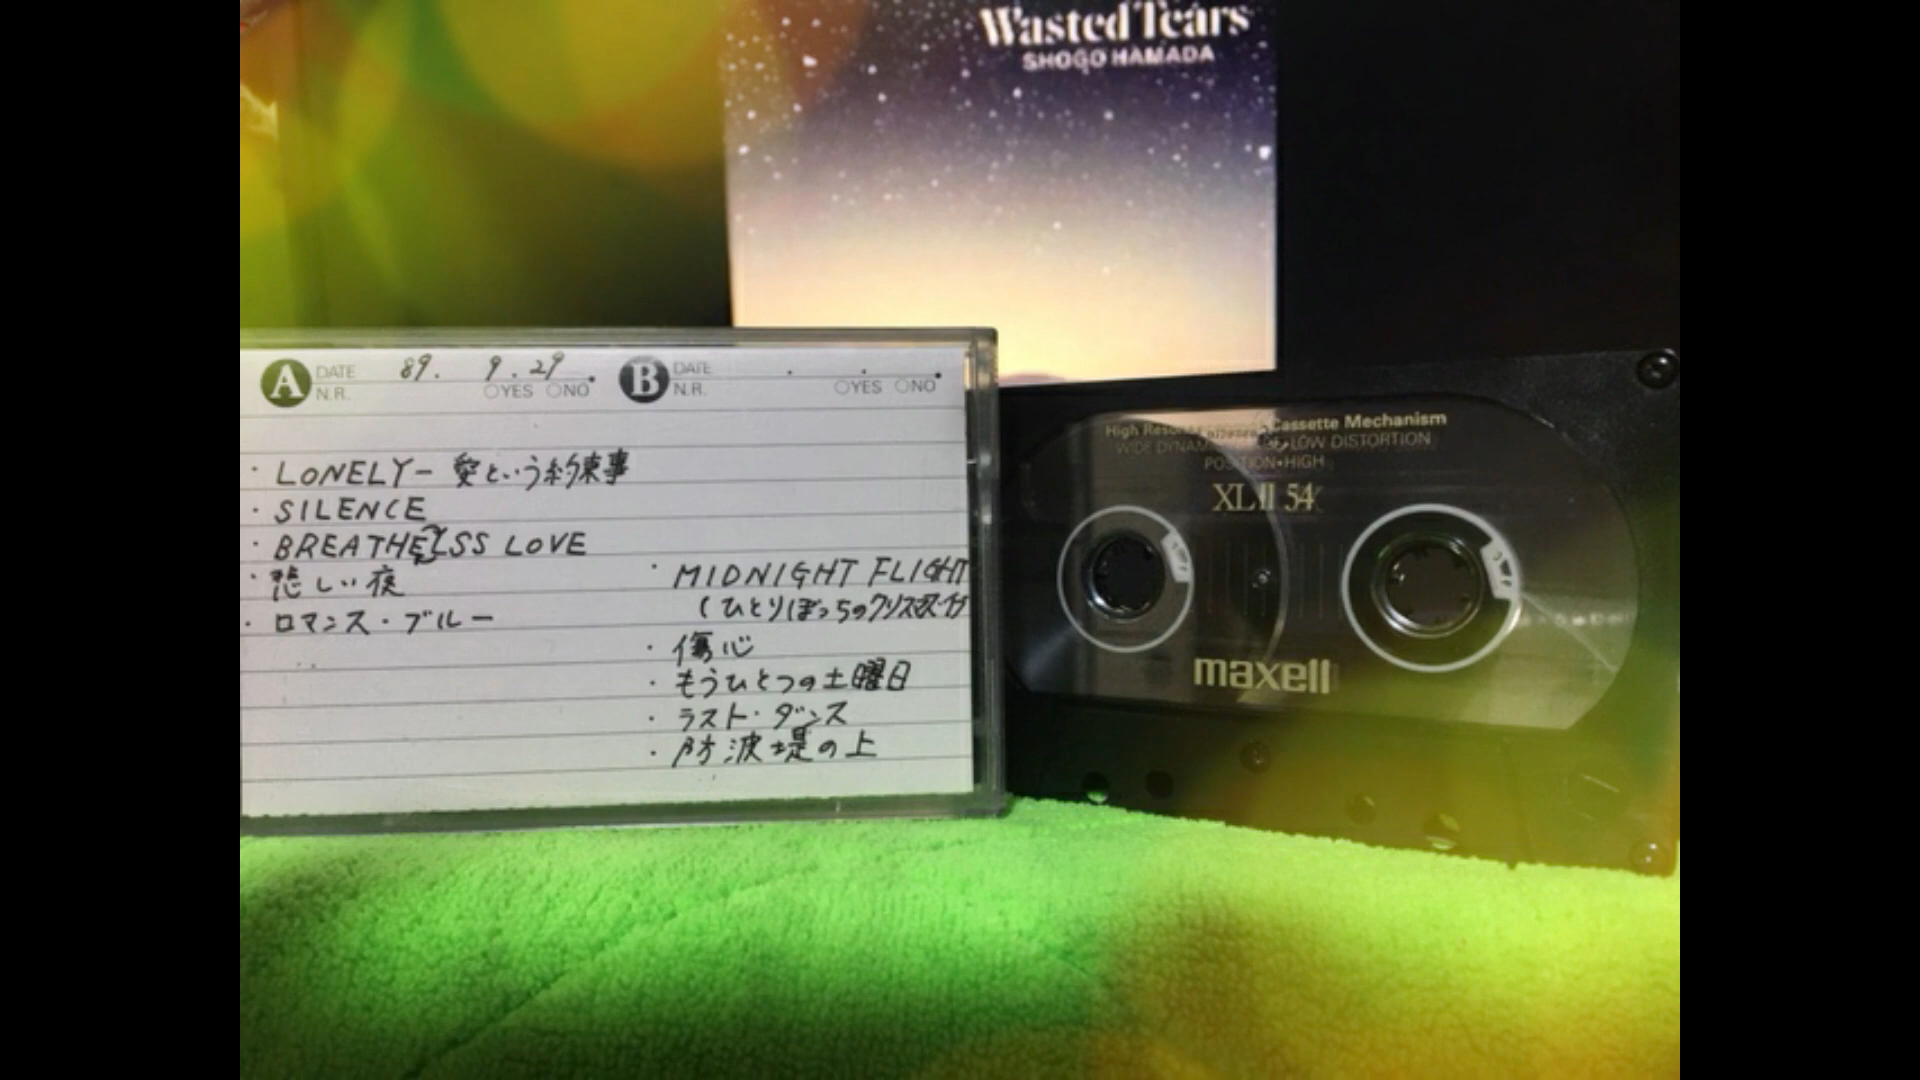 Wasted Tears
SHOGO HAMADA
A DATE 89. 9. 29
N.R. YES NO
B DATE . .
N.R. YES NO
・LONELY- 愛という約束事
・SILENCE
・BREATHELSS LOVE
・悲しい夜
・ロマンス・ブルー
・MIDNIGHT FLIGHT
(ひとりぼっちのクリスマス・イブ
・傷心
・もうひとつの土曜日
・ラスト・ダンス
・防波堤の上
Cassette Mechanism
LOW DISTORTION
POSITION•HIGH
XLII 54
maxell